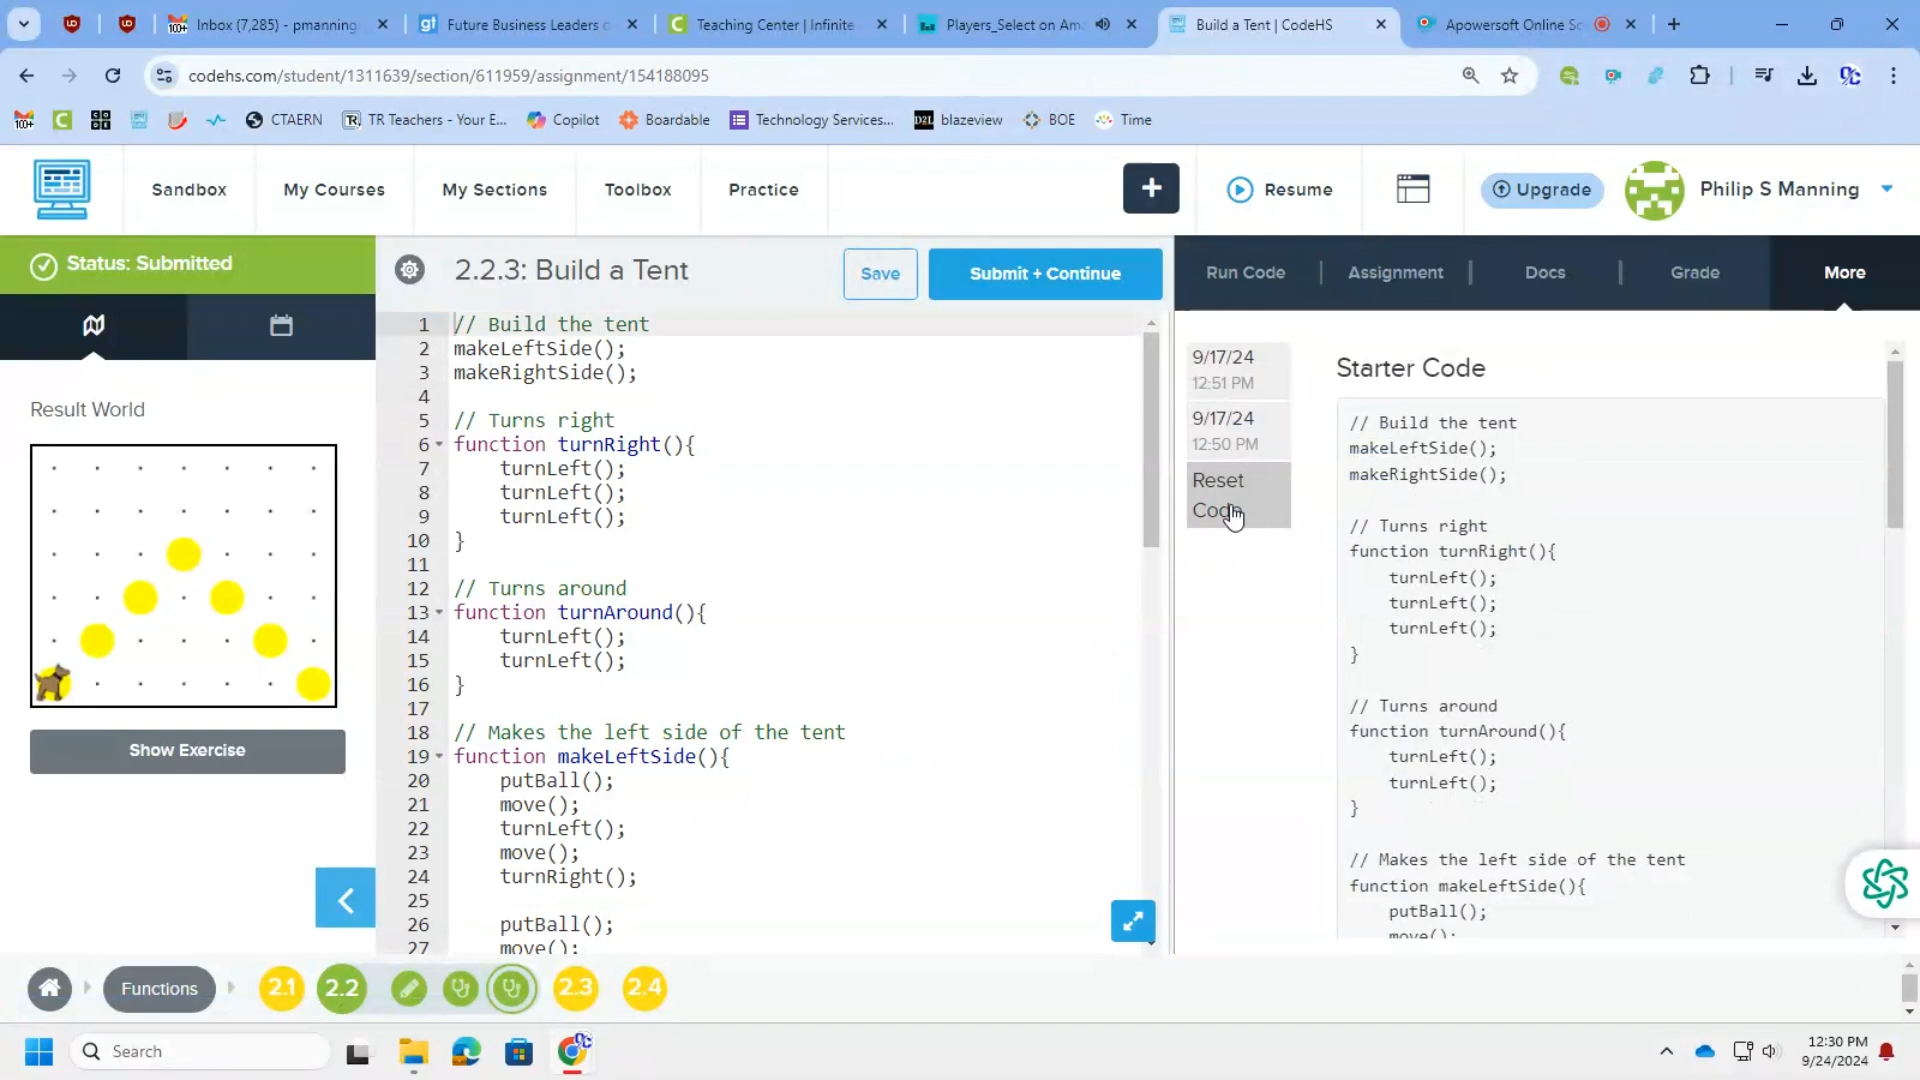 Inbox (7,285) - pmanning
Future Business Leaders o
Teaching Center | Infinite
Players_Select on Am
Build a Tent | CodeHS
Apowersoft Online Sc
codehs.com/student/1311639/section/611959/assignment/154188095
CTAERN
TR Teachers - Your E...
Copilot
Boardable
Technology Services...
blazeview
BOE
Time
Sandbox
My Courses
My Sections
Toolbox
Practice
+
Resume
Upgrade
Philip S Manning
Status: Submitted
2.2.3: Build a Tent
Save
Submit + Continue
Run Code
Assignment
Docs
Grade
More
Result World
Show Exercise
1 // Build the tent
2 makeLeftSide();
3 makeRightSide();
4
5 // Turns right
6 function turnRight(){
7 turnLeft();
8 turnLeft();
9 turnLeft();
10 }
11
12 // Turns around
13 function turnAround(){
14 turnLeft();
15 turnLeft();
16 }
17
18 // Makes the left side of the tent
19 function makeLeftSide(){
20 putBall();
21 move();
22 turnLeft();
23 move();
24 turnRight();
25
26 putBall();
27 move();
9/17/24
12:51 PM
9/17/24
12:50 PM
Reset
Code
Starter Code
// Build the tent
makeLeftSide();
makeRightSide();
// Turns right
function turnRight(){
turnLeft();
turnLeft();
turnLeft();
}
// Turns around
function turnAround(){
turnLeft();
turnLeft();
}
// Makes the left side of the tent
function makeLeftSide(){
putBall();
move();
Functions
2.1
2.2
2.3
2.4
Search
12:30 PM
9/24/2024